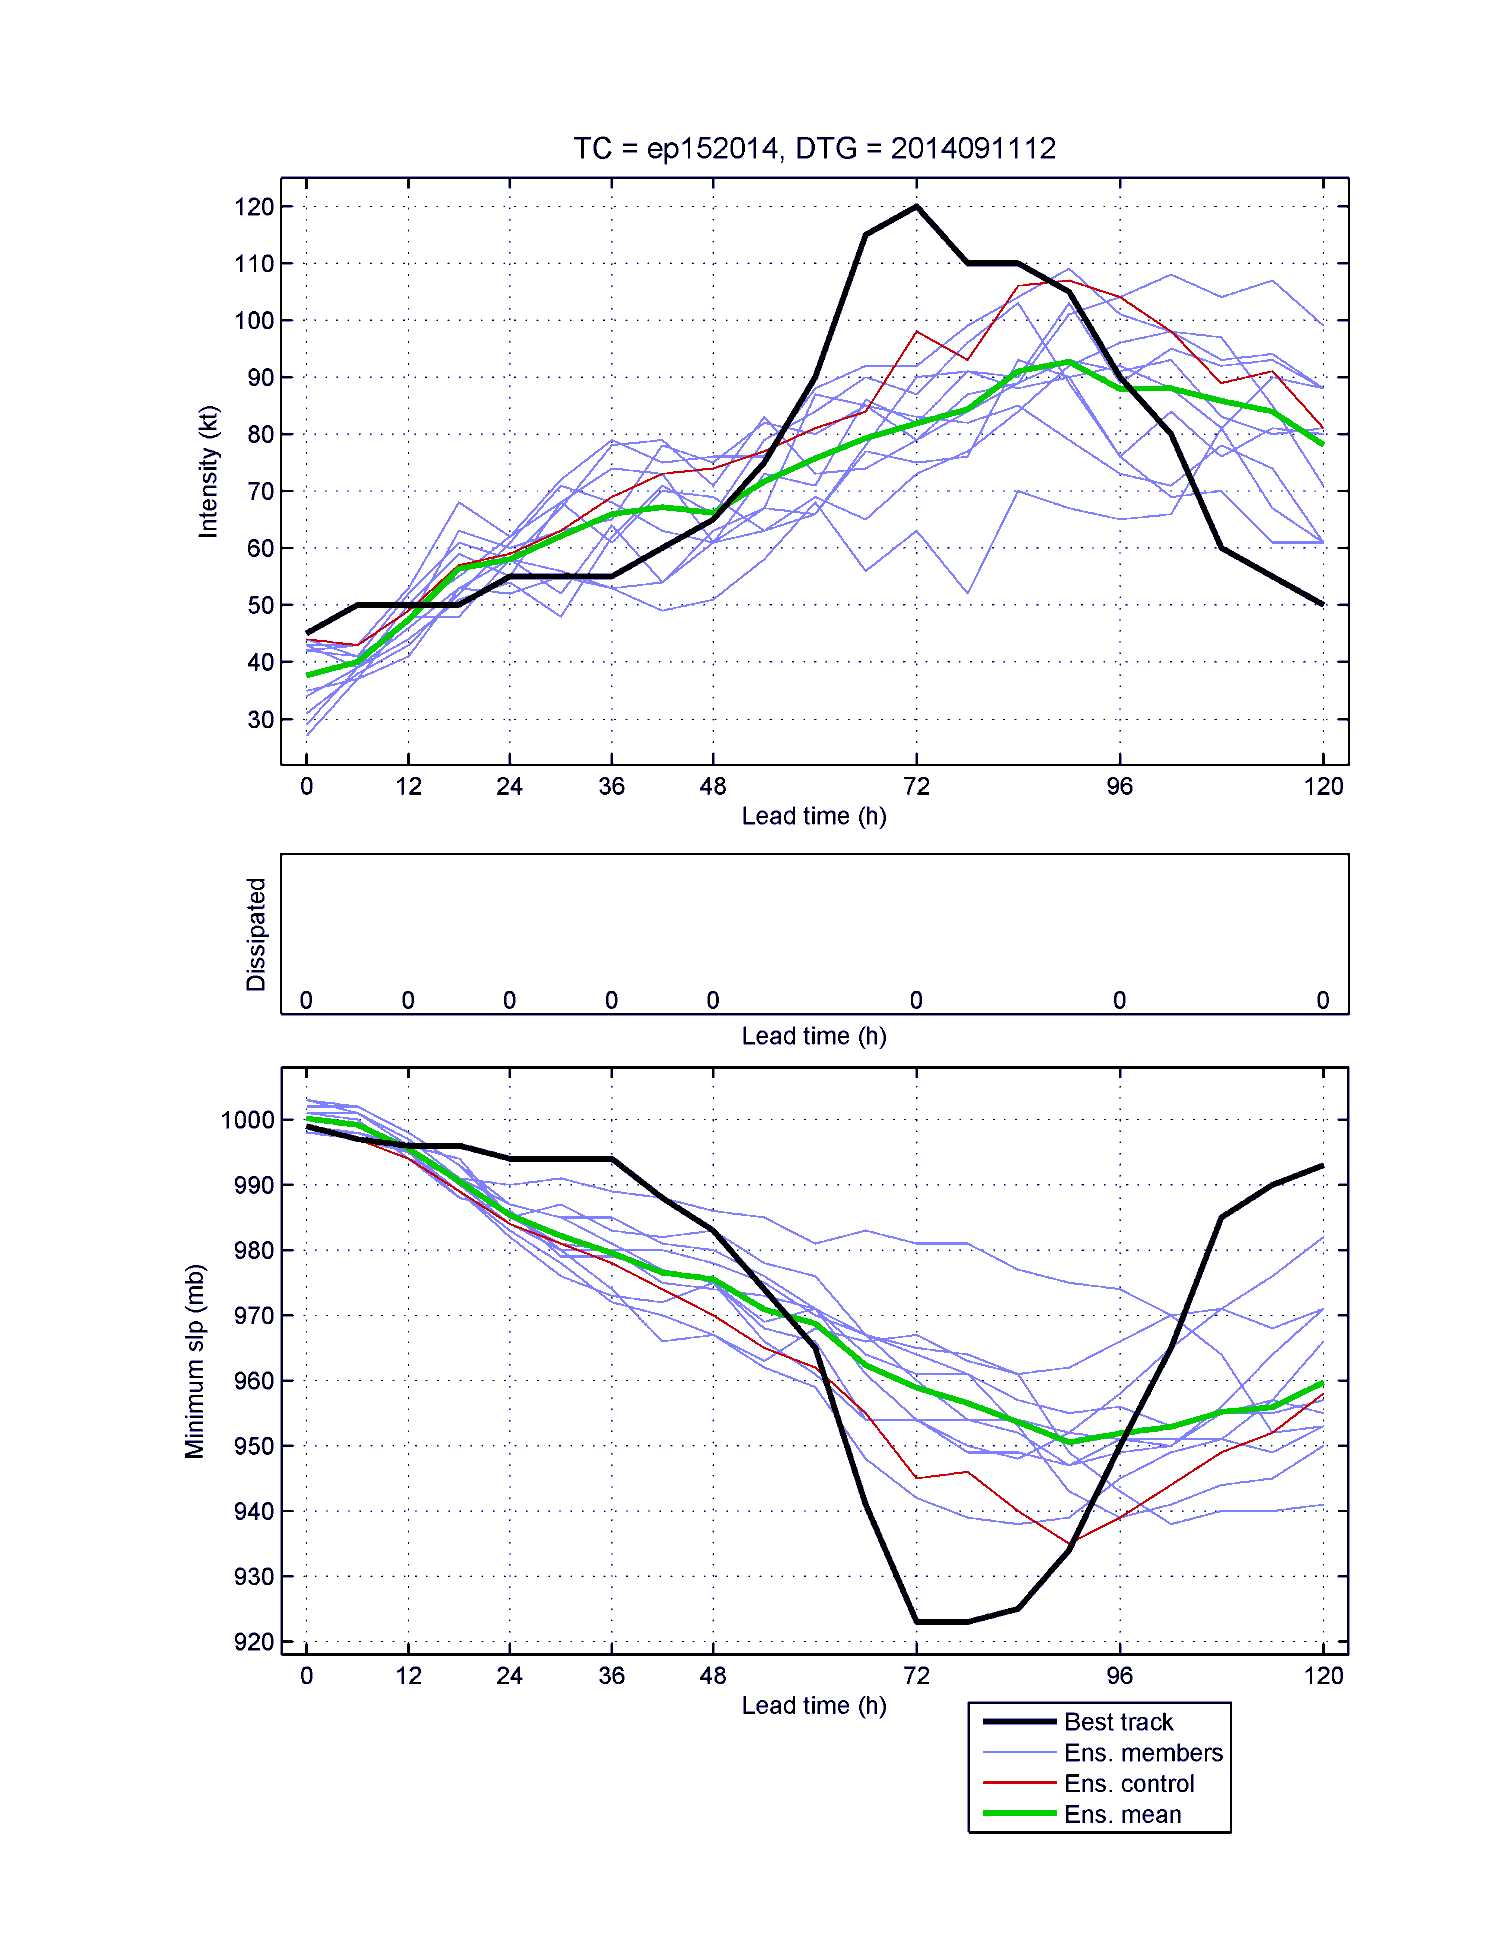 TC = ep152014, DTG = 2014091112
120
110
100
90
80
70
60
50
40
30
Intensity (kt)
0 12 24 36 48 72 96 120
Lead time (h)
Dissipated
0 0 0 0 0 0 0 0
Lead time (h)
1000
990
980
970
960
950
940
930
920
Minimum slp (mb)
0 12 24 36 48 72 96 120
Lead time (h)
Best track
Ens. members
Ens. control
Ens. mean